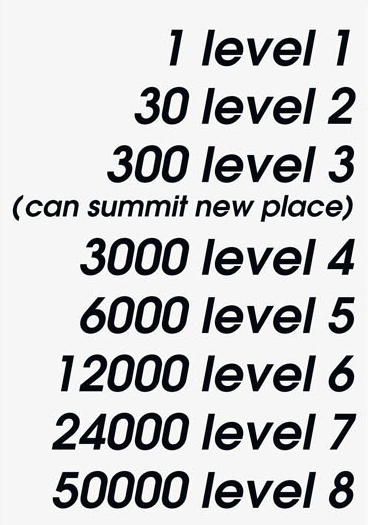 1 level 1
30 level 2
300 level 3
(can summit new place)
3000 level 4
6000 level 5
12000 level 6
24000 level 7
50000 level 8